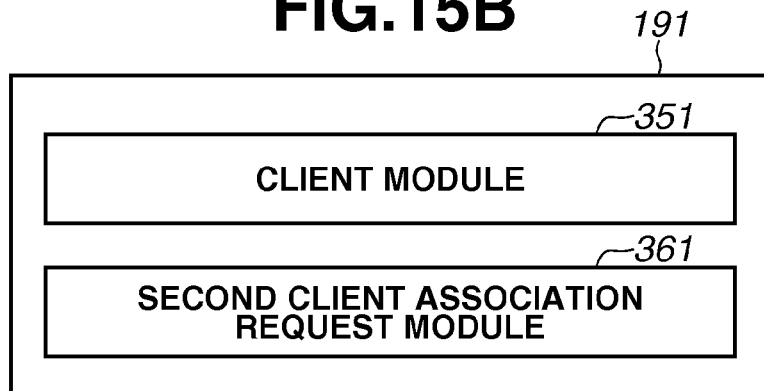 FIG.15B
191
351
CLIENT MODULE
361
SECOND CLIENT ASSOCIATION
REQUEST MODULE